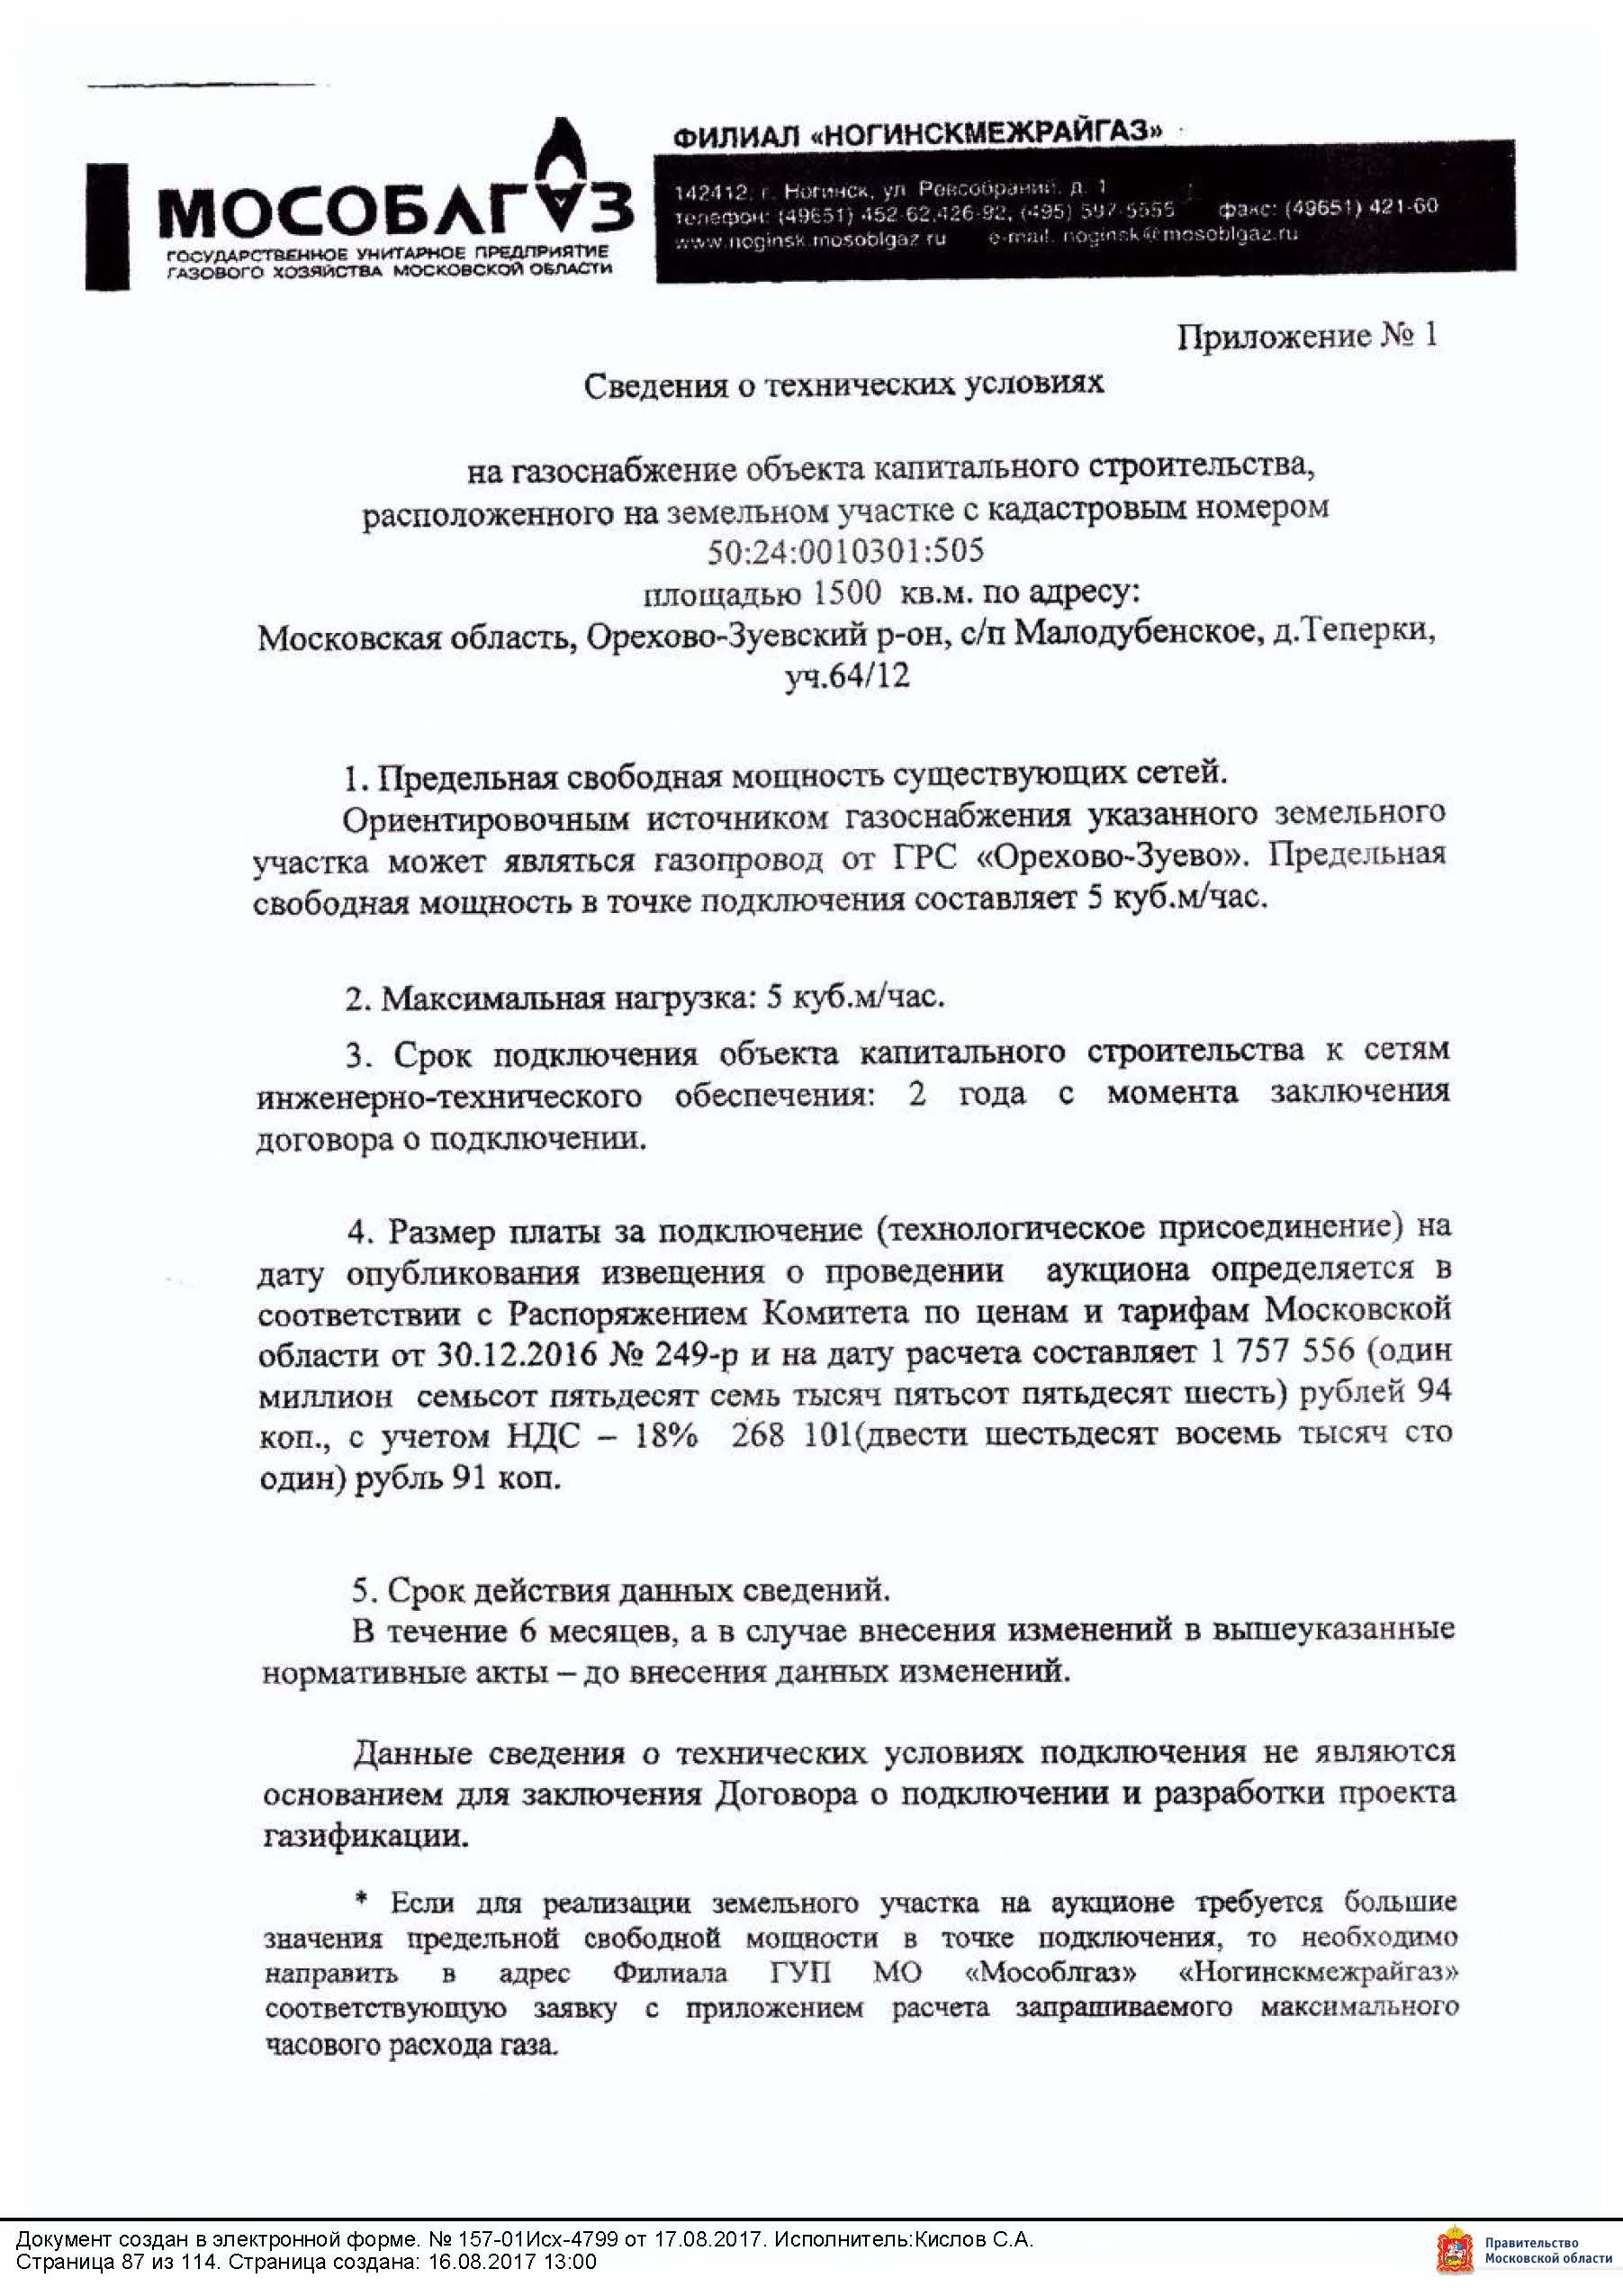 МОСОБЛГАЗ
ГОСУДАРСТВЕННОЕ УНИТАРНОЕ ПРЕДПРИЯТИЕ
ГАЗОВОГО ХОЗЯЙСТВА МОСКОВСКОЙ ОБЛАСТИ
ФИЛИАЛ «НОГИНСКМЕЖРАЙГАЗ»
142412, г. Ногинск, ул. Ревсобраний, д. 1
телефон: (49651) 452-62,426-92, (495) 597-5555 факс: (49651) 421-60
www.noginsk.mosoblgaz.ru e-mail. noginsk@mosoblgaz.ru
Приложение № 1
Сведения о технических условиях
на газоснабжение объекта капитального строительства,
расположенного на земельном участке с кадастровым номером
50:24:0010301:505
площадью 1500 кв.м. по адресу:
Московская область, Орехово-Зуевский р-он, с/п Малодубенское, д.Теперки,
уч.64/12
1. Предельная свободная мощность существующих сетей.
Ориентировочным источником газоснабжения указанного земельного
участка может являться газопровод от ГРС «Орехово-Зуево». Предельная
свободная мощность в точке подключения составляет 5 куб.м/час.
2. Максимальная нагрузка: 5 куб.м/час.
3. Срок подключения объекта капитального строительства к сетям
инженерно-технического обеспечения: 2 года с момента заключения
договора о подключении.
4. Размер платы за подключение (технологическое присоединение) на
дату опубликования извещения о проведении аукциона определяется в
соответствии с Распоряжением Комитета по ценам и тарифам Московской
области от 30.12.2016 № 249-р и на дату расчета составляет 1 757 556 (один
миллион семьсот пятьдесят семь тысяч пятьсот пятьдесят шесть) рублей 94
коп., с учетом НДС – 18% 268 101(двести шестьдесят восемь тысяч сто
один) рубль 91 коп.
5. Срок действия данных сведений.
В течение 6 месяцев, а в случае внесения изменений в вышеуказанные
нормативные акты – до внесения данных изменений.
Данные сведения о технических условиях подключения не являются
основанием для заключения Договора о подключении и разработки проекта
газификации.
* Если для реализации земельного участка на аукционе требуется большие
значения предельной свободной мощности в точке подключения, то необходимо
направить в адрес Филиала ГУП МО «Мособлгаз» «Ногинскмежрайгаз»
соответствующую заявку с приложением расчета запрашиваемого максимального
часового расхода газа.
Документ создан в электронной форме. № 157-01Исх-4799 от 17.08.2017. Исполнитель:Кислов С.А.
Страница 87 из 114. Страница создана: 16.08.2017 13:00
Правительство
Московской области